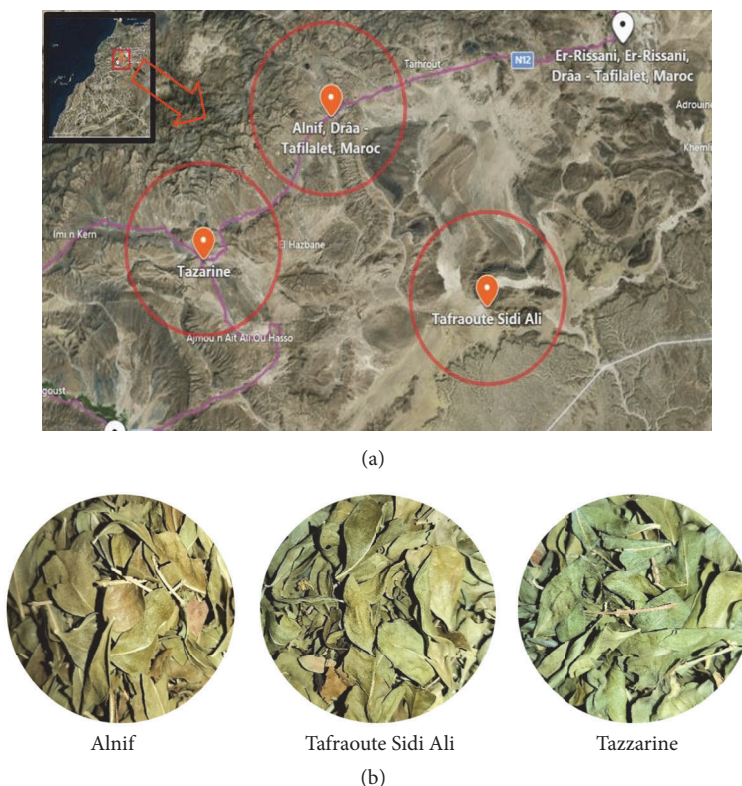 Tarhrout
N12
Er-Rissani, Er-Rissani,
Drâa - Tafilalet, Maroc
Adrouine
Alnif, Drâa -
Tafilalet, Maroc
Imi n Kern
El Hazbane
Tazarine
Tafraoute Sidi Ali
Ajmou n Ait Ali Ou Hasso
(a)
Alnif
Tafraoute Sidi Ali
Tazzarine
(b)